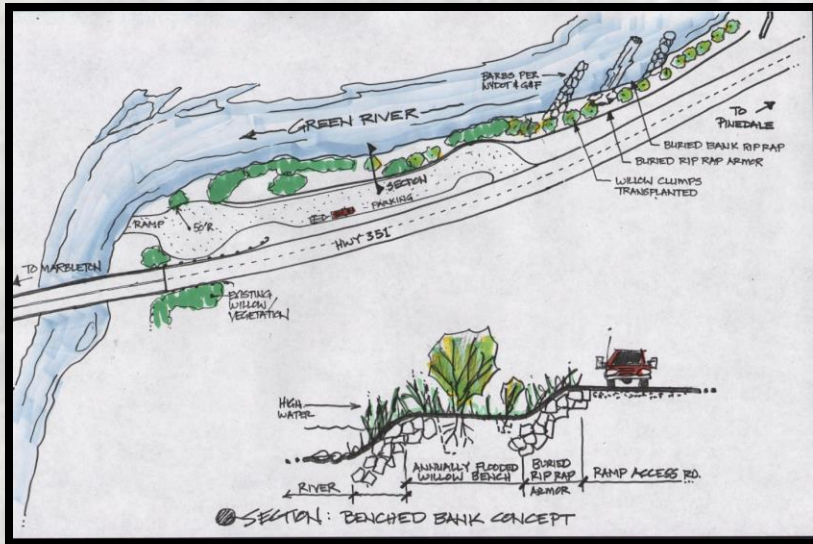 BARBS PER
WYDOT & G&F
GREEN RIVER
TO
PINEDALE
BURIED BANK RIP RAP
BURIED RIP RAP ARMOR
WILLOW CLUMPS
TRANSPLANTED
SECTION
PARKING
RAMP
50'R
HWY 351
TO MARBLETON
EXISTING
WILLOW/
VEGETATION
HIGH
WATER
RIVER
ANNUALLY FLOODED
WILLOW BENCH
BURIED
RIP RAP
ARMOR
RAMP ACCESS RD.
SECTION: BENCHED BANK CONCEPT